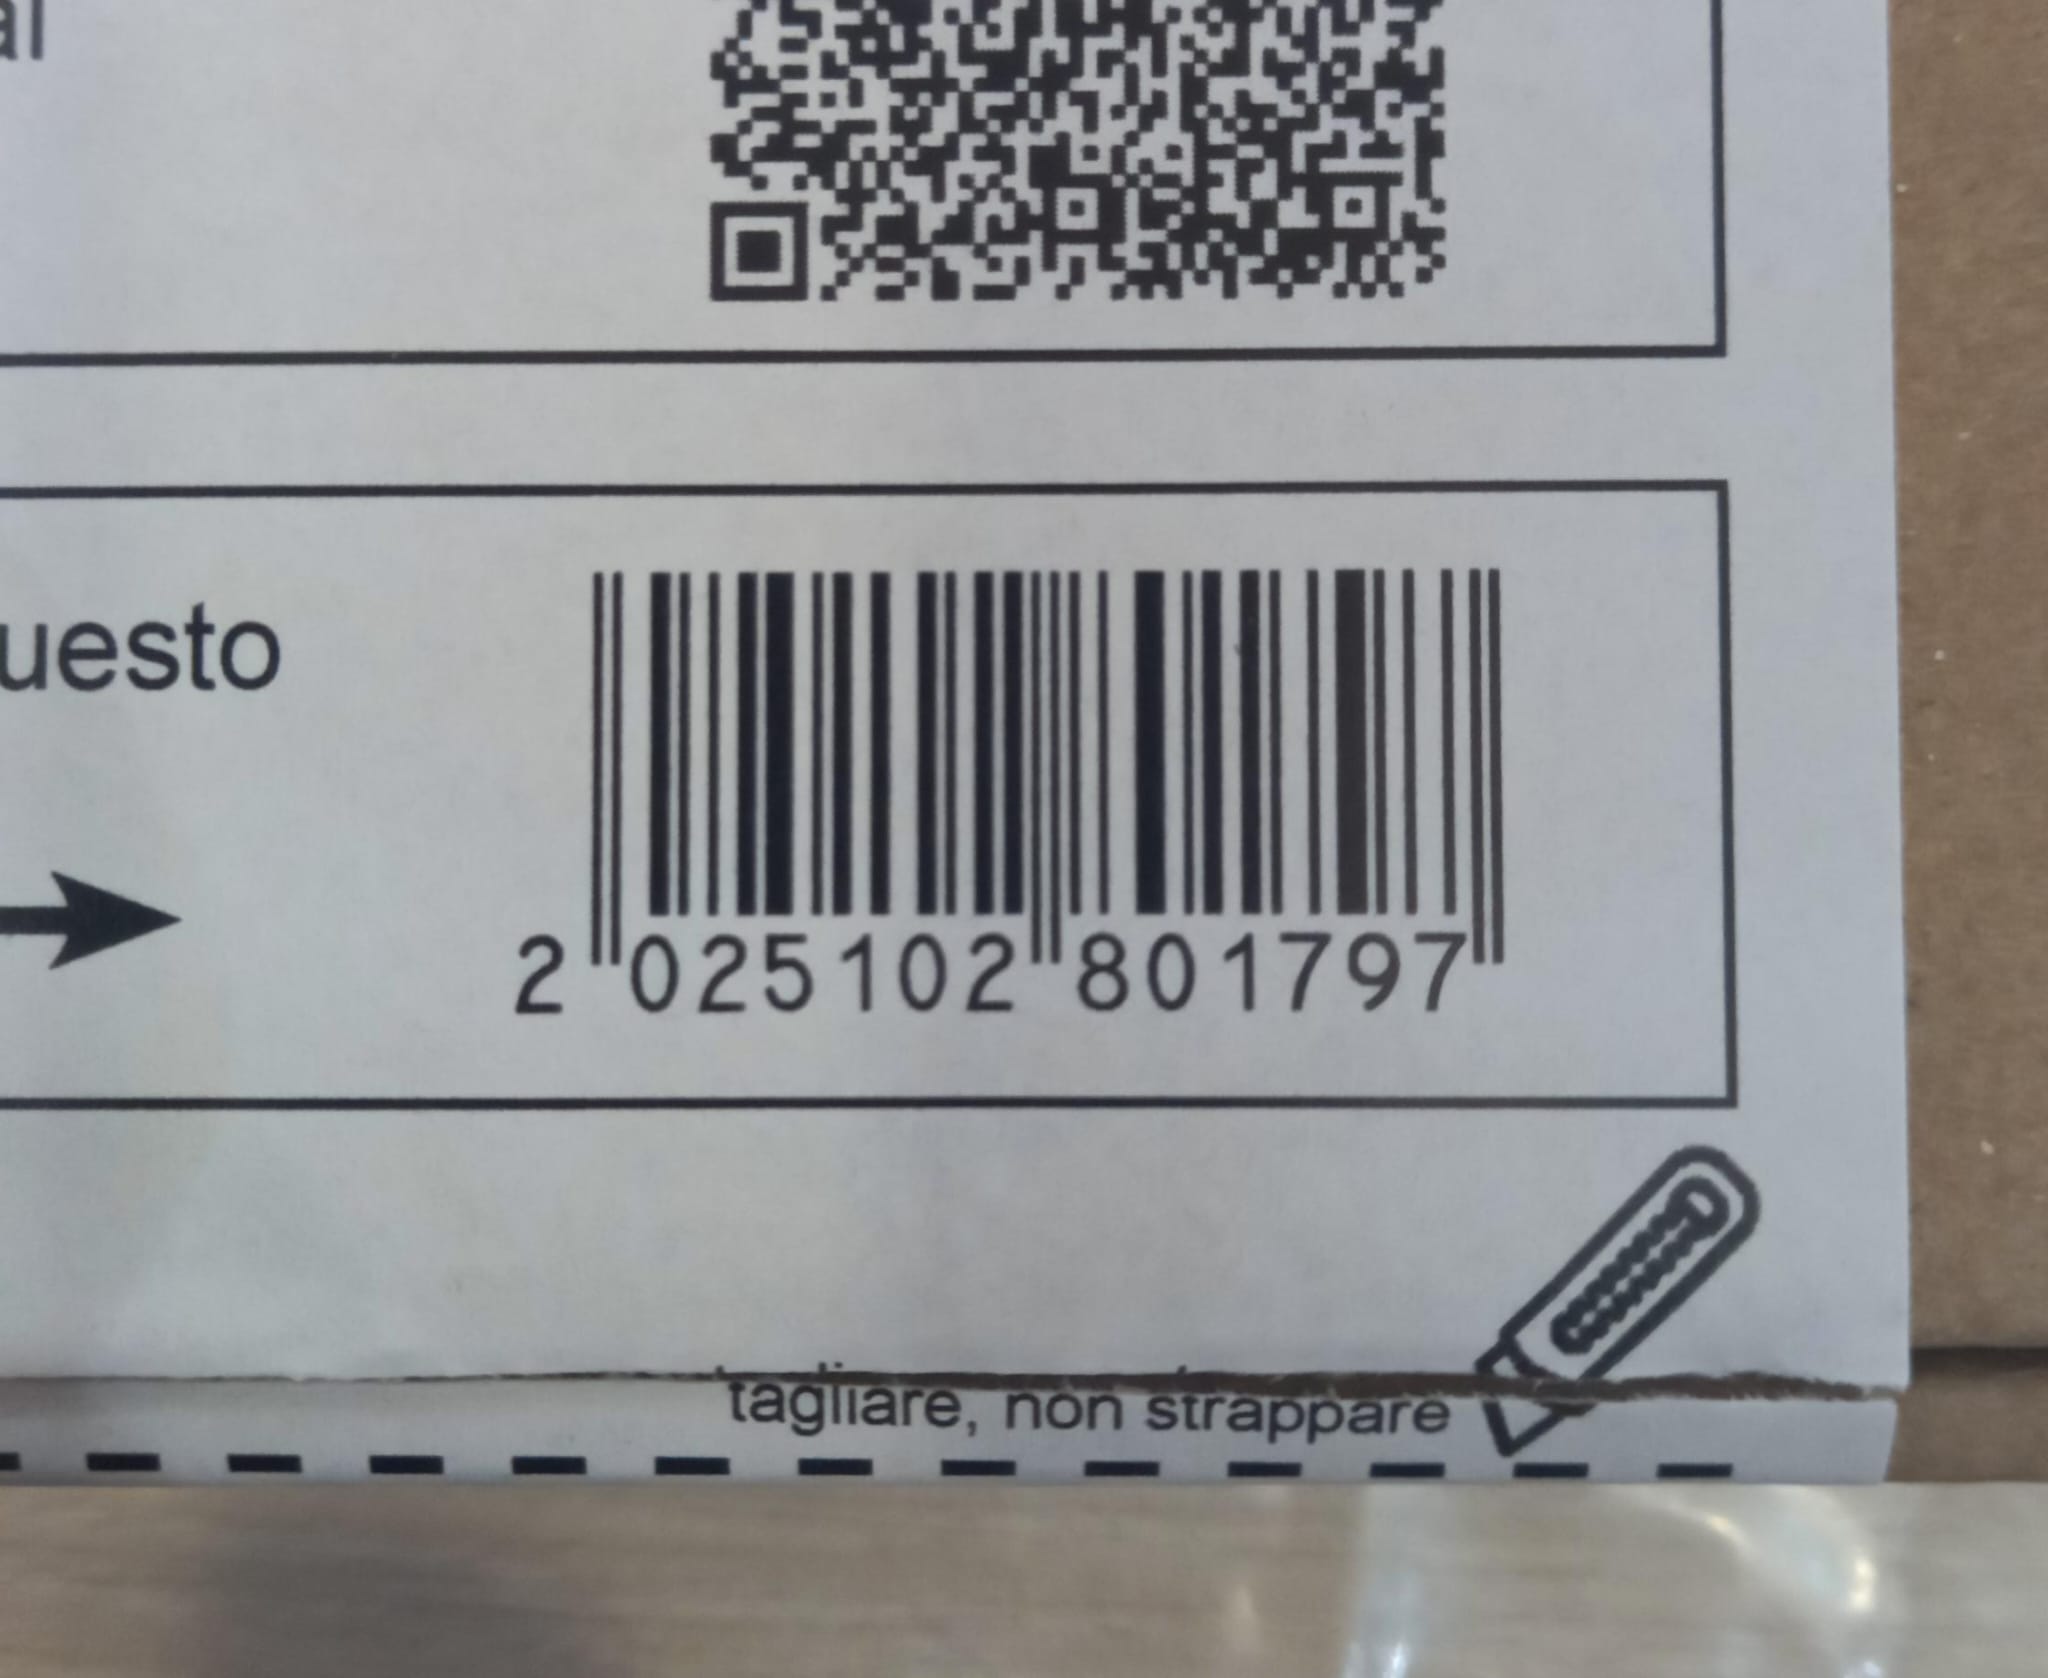 al
uesto
2 025102 801797
tagliare, non strappare